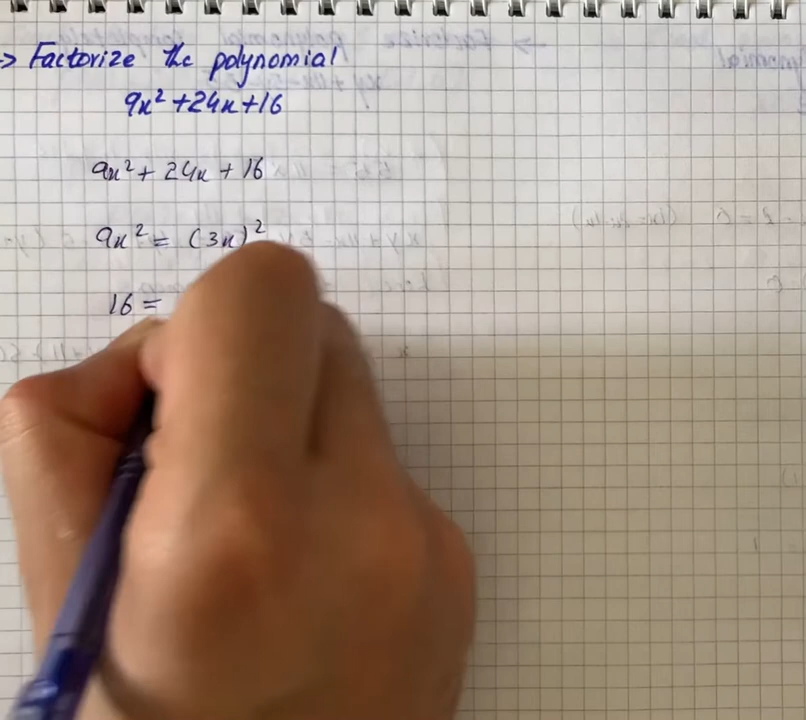 -> Factorize the polynomial
9x² + 24x + 16
9x² + 24x + 16
9x² = (3x)²
16 =